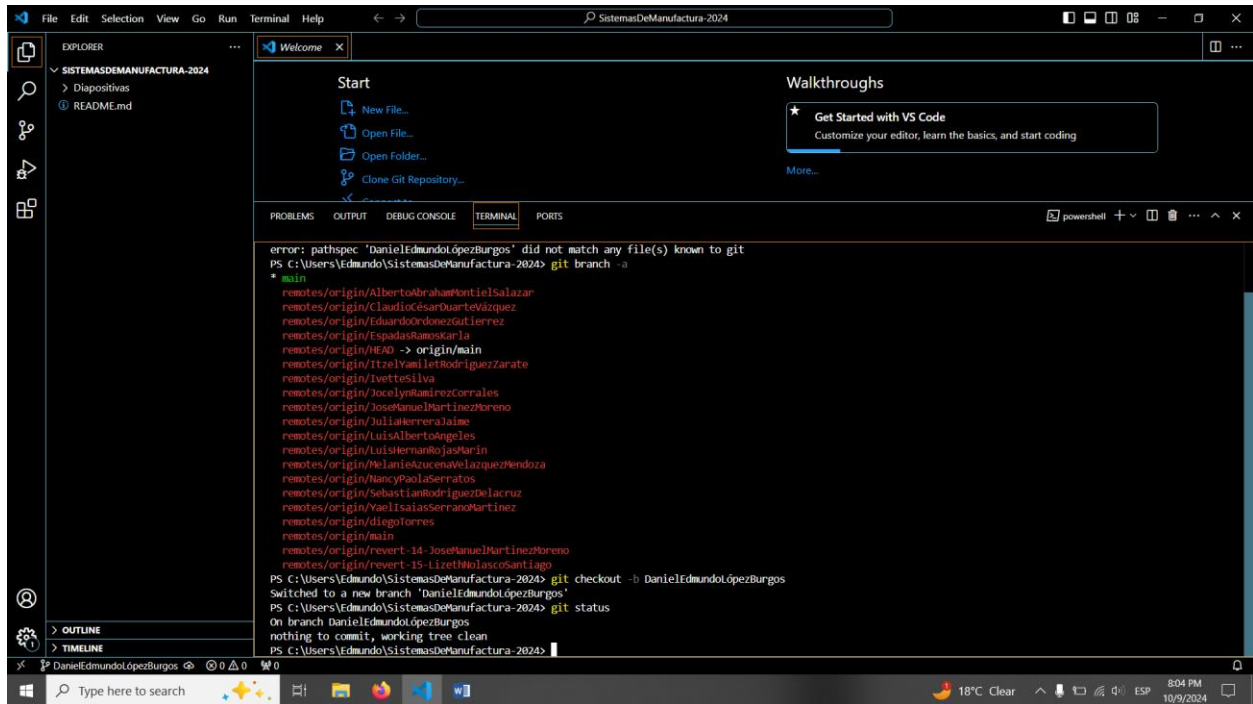 File Edit Selection View Go Run Terminal Help
SistemasDeManufactura-2024
EXPLORER
Welcome
SISTEMASDEMANUFACTURA-2024
Diapositivas
README.md
Start
New File...
Open File...
Open Folder...
Clone Git Repository...
Walkthroughs
Get Started with VS Code
Customize your editor, learn the basics, and start coding
More...
PROBLEMS OUTPUT DEBUG CONSOLE TERMINAL PORTS
powershell
error: pathspec 'DanielEdmundoLópezBurgos' did not match any file(s) known to git
PS C:\Users\Edmundo\SistemasDeManufactura-2024> git branch -a
* main
remotes/origin/AlbertoAbrahamMontielSalazar
remotes/origin/ClaudioCésarDuarteVázquez
remotes/origin/EduardoOrdonezGutierrez
remotes/origin/EspadasRamosKarla
remotes/origin/HEAD -> origin/main
remotes/origin/ItzelYamiletRodriguezZarate
remotes/origin/IvetteSilva
remotes/origin/JocelynRamirezCorrales
remotes/origin/JoseManuelMartinezMoreno
remotes/origin/JuliaHerreraJaime
remotes/origin/LuisAlbertoAngeles
remotes/origin/LuisHernanRojasMarin
remotes/origin/MelanieAzucenaVelazquezMendoza
remotes/origin/NancyPaolaSerratos
remotes/origin/SebastianRodriguezDelacruz
remotes/origin/YaelIsaiasSerranoMartinez
remotes/origin/diegoTorres
remotes/origin/main
remotes/origin/revert-14-JoseManuelMartinezMoreno
remotes/origin/revert-15-LizethNolascoSantiago
PS C:\Users\Edmundo\SistemasDeManufactura-2024> git checkout -b DanielEdmundoLópezBurgos
Switched to a new branch 'DanielEdmundoLópezBurgos'
PS C:\Users\Edmundo\SistemasDeManufactura-2024> git status
On branch DanielEdmundoLópezBurgos
nothing to commit, working tree clean
PS C:\Users\Edmundo\SistemasDeManufactura-2024>
OUTLINE
TIMELINE
1
DanielEdmundoLópezBurgos 0 0 0
Type here to search
18°C Clear
ESP
8:04 PM
10/9/2024